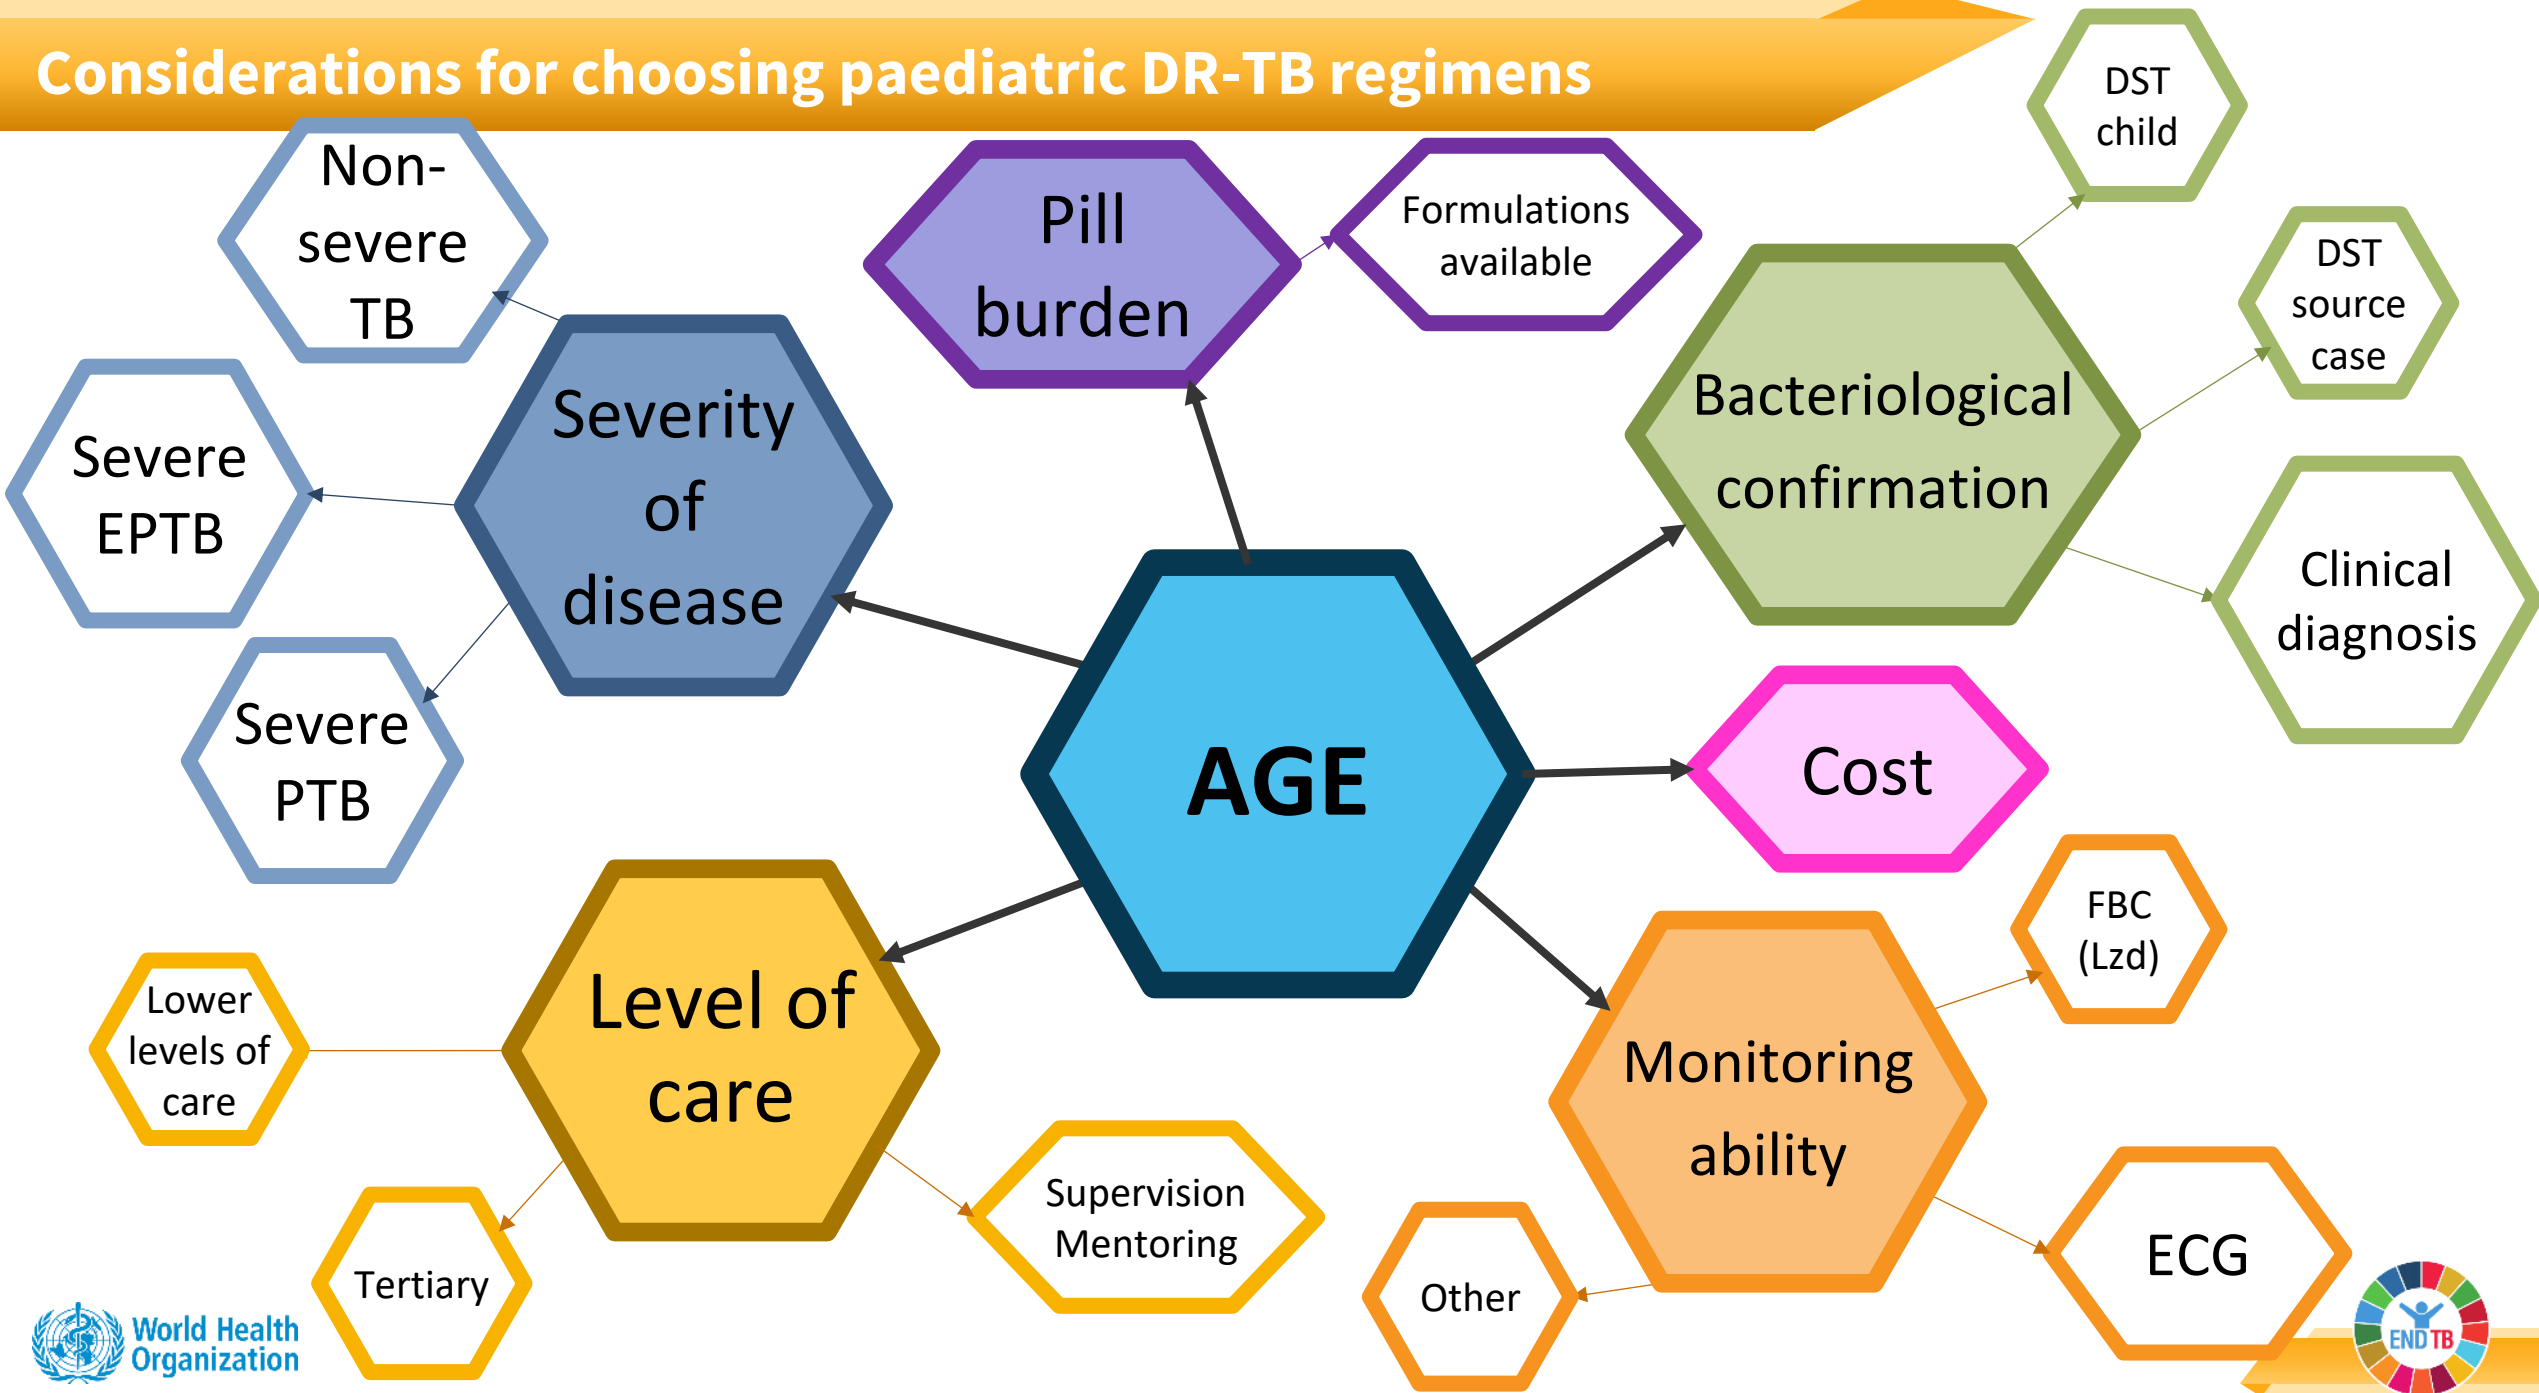 Considerations for choosing paediatric DR-TB regimens
Non-
severe
TB
Severe
EPTB
Severe
PTB
Severity
of
disease
Pill
burden
Formulations
available
DST
child
DST
source
case
Bacteriological
confirmation
Clinical
diagnosis
AGE
Cost
Level of
care
Lower
levels of
care
Tertiary
Supervision
Mentoring
Monitoring
ability
FBC
(Lzd)
ECG
Other
World Health
Organization
END TB